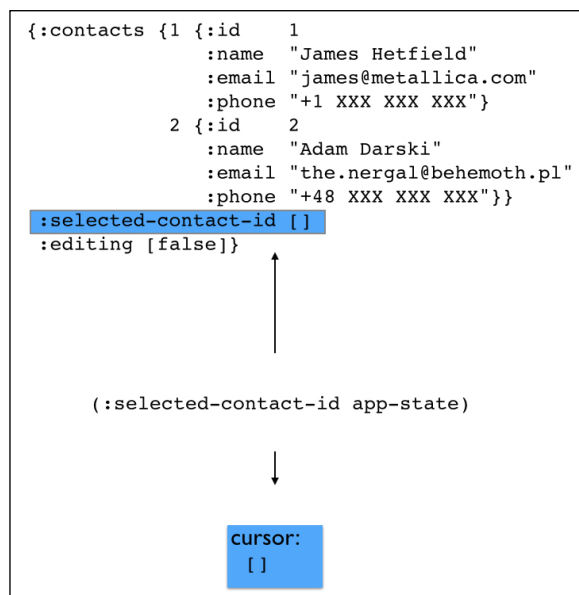 {:contacts {1 {:id    1
:name  "James Hetfield"
:email "james@metallica.com"
:phone "+1 XXX XXX XXX"}
2 {:id    2
:name  "Adam Darski"
:email "the.nergal@behemoth.pl"
:phone "+48 XXX XXX XXX"}}
:selected-contact-id []
:editing [false]}
(:selected-contact-id app-state)
cursor:
[]